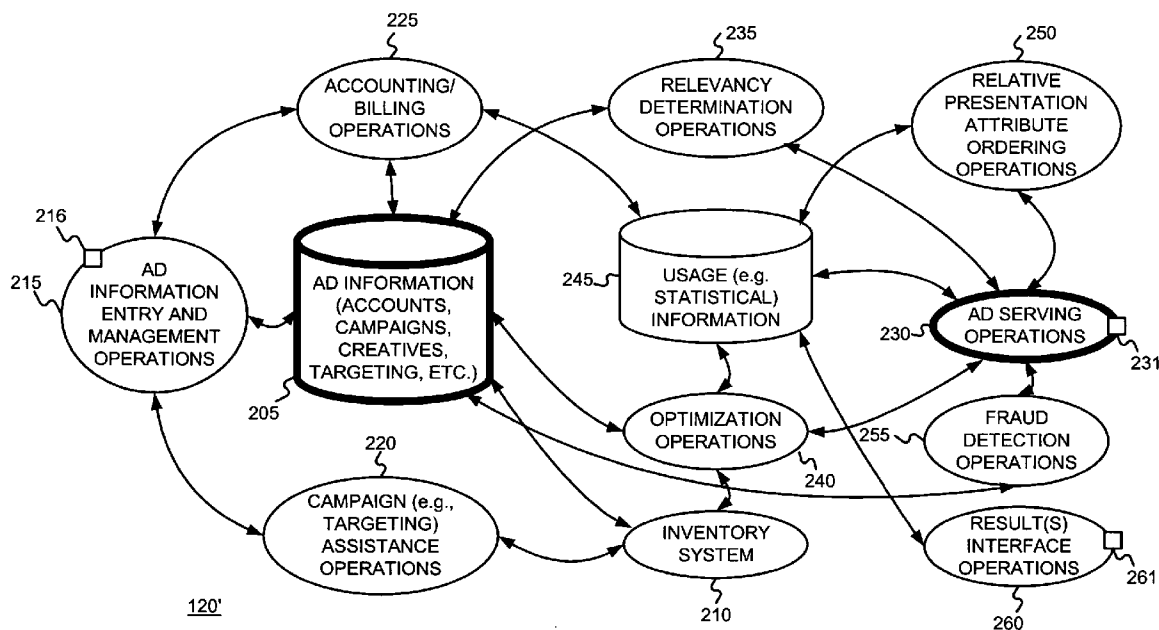 225
235
250
ACCOUNTING/
BILLING
OPERATIONS
RELEVANCY
DETERMINATION
OPERATIONS
RELATIVE
PRESENTATION
ATTRIBUTE
ORDERING
OPERATIONS
216
215
AD
INFORMATION
ENTRY AND
MANAGEMENT
OPERATIONS
AD INFORMATION
(ACCOUNTS,
CAMPAIGNS,
CREATIVES,
TARGETING, ETC.)
205
245
USAGE (e.g.
STATISTICAL)
INFORMATION
230
AD SERVING
OPERATIONS
231
OPTIMIZATION
OPERATIONS
240
255
FRAUD
DETECTION
OPERATIONS
220
CAMPAIGN (e.g.,
TARGETING)
ASSISTANCE
OPERATIONS
INVENTORY
SYSTEM
210
RESULT(S)
INTERFACE
OPERATIONS
261
260
120'